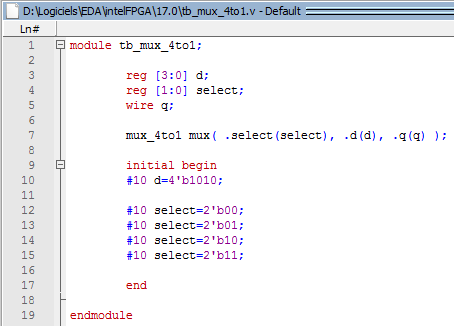 D:\Logiciels\EDA\intelFPGA\17.0\tb_mux_4to1.v - Default
Ln#
1 module tb_mux_4to1;
2
3 reg [3:0] d;
4 reg [1:0] select;
5 wire q;
6
7 mux_4to1 mux( .select(select), .d(d), .q(q) );
8
9 initial begin
10 #10 d=4'b1010;
11
12 #10 select=2'b00;
13 #10 select=2'b01;
14 #10 select=2'b10;
15 #10 select=2'b11;
16
17 end
18
19 endmodule